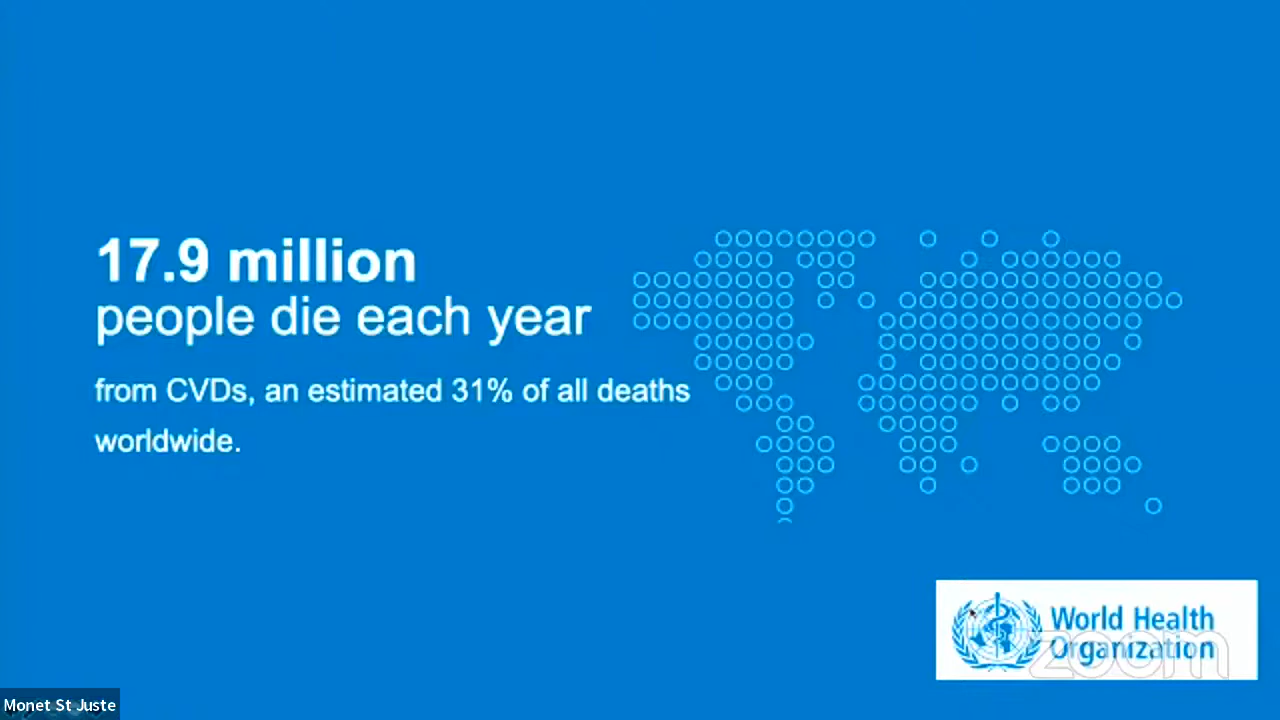 17.9 million
people die each year
from CVDs, an estimated 31% of all deaths
worldwide.
World Health
Organization
zoom
Monet St Juste